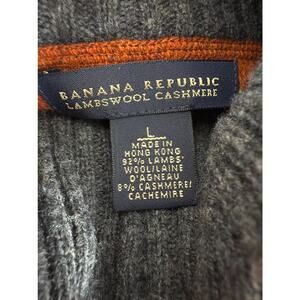 BANANA REPUBLIC
LAMBSWOOL CASHMERE
L
MADE IN
HONG KONG
92% LAMBS'
WOOL/LAINE
D'AGNEAU
8% CASHMERE/
CACHEMIRE